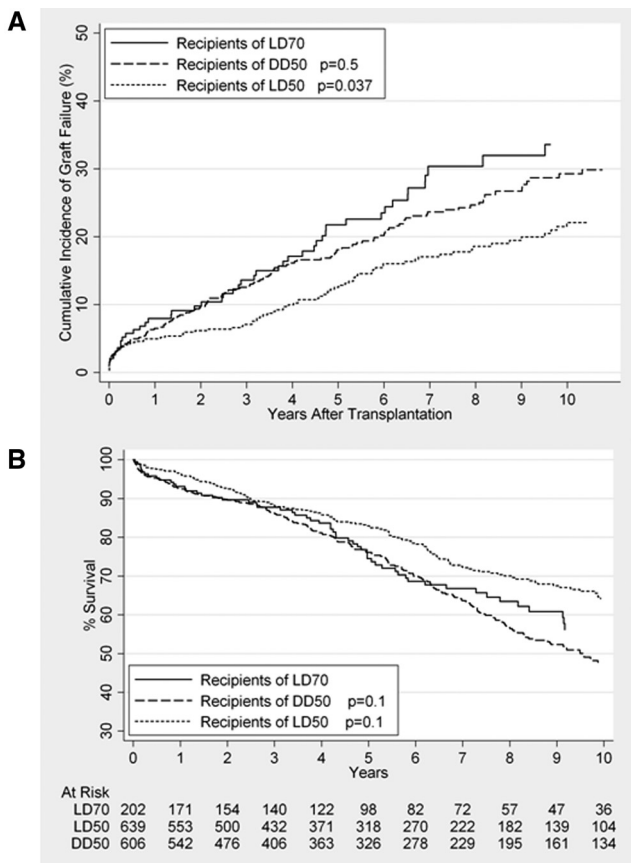 A
Cumulative Incidence of Graft Failure (%)
50
40
30
20
10
0
Recipients of LD70
Recipients of DD50 p=0.5
Recipients of LD50 p=0.037
0 1 2 3 4 5 6 7 8 9 10
Years After Transplantation
B
% Survival
100
90
80
70
60
50
40
30
Recipients of LD70
Recipients of DD50 p=0.1
Recipients of LD50 p=0.1
0 1 2 3 4 5 6 7 8 9 10
Years
At Risk
LD70 202 171 154 140 122 98 82 72 57 47 36
LD50 639 553 500 432 371 318 270 222 182 139 104
DD50 606 542 476 406 363 326 278 229 195 161 134